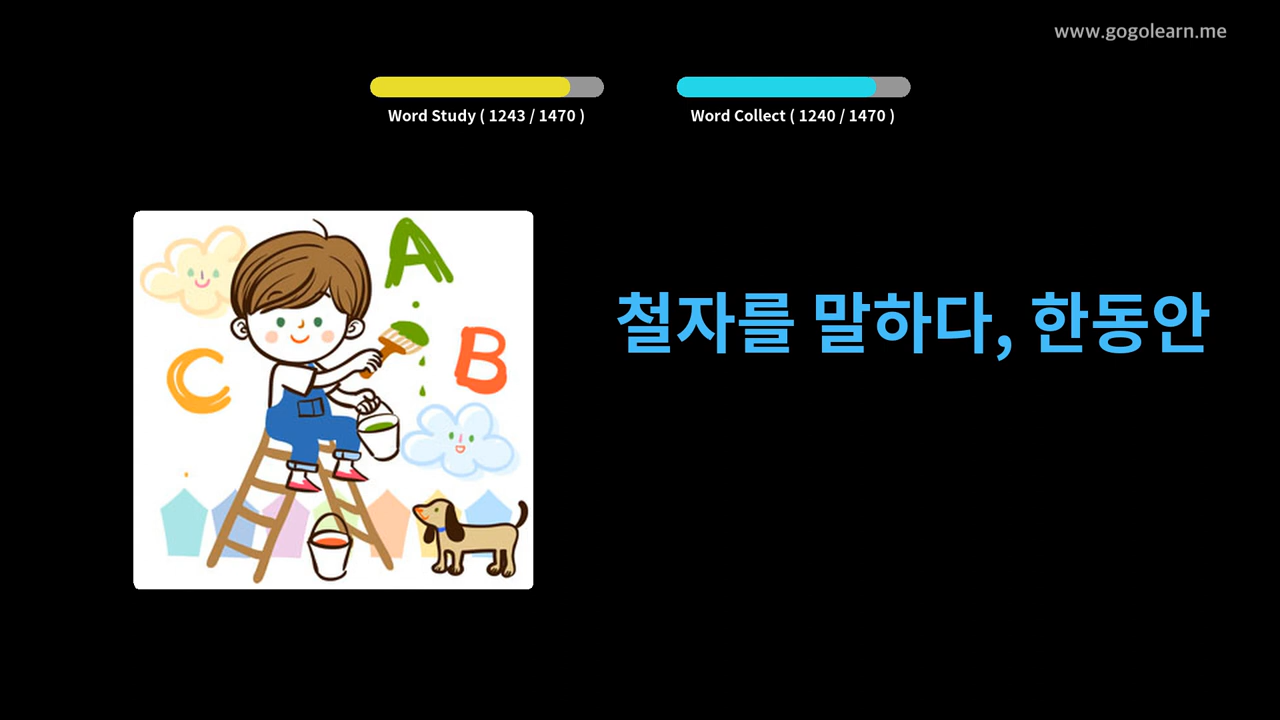 www.gogolearn.me
Word Study ( 1243 / 1470 )
Word Collect ( 1240 / 1470 )
A
B
C
철자를 말하다, 한동안